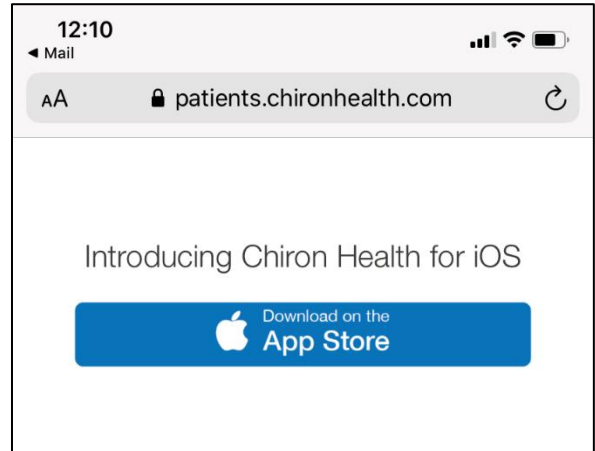 12:10
◀ Mail
AA patients.chironhealth.com
Introducing Chiron Health for iOS
Download on the
App Store